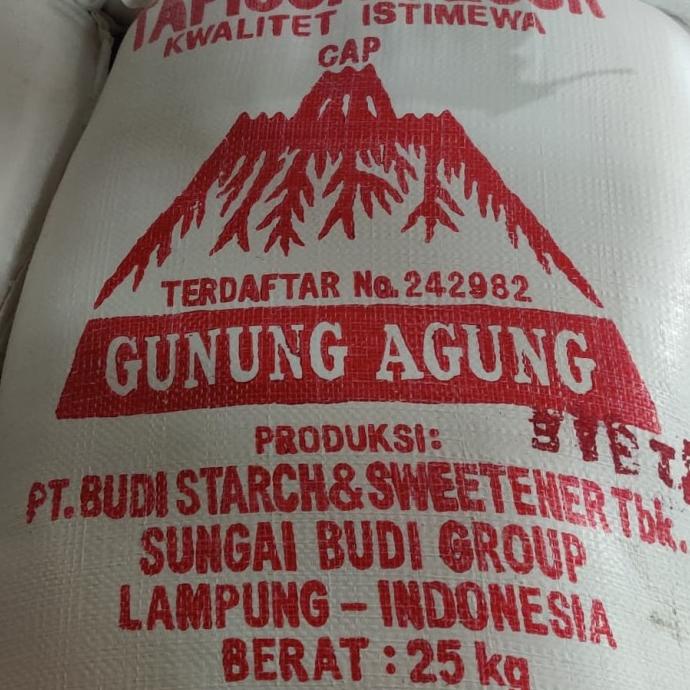 KWALITET ISTIMEWA
CAP
TERDAFTAR No. 242982
GUNUNG AGUNG
PRODUKSI:
PT. BUDI STARCH & SWEETENER Tbk.
SUNGAI BUDI GROUP
LAMPUNG – INDONESIA
BERAT : 25 kg